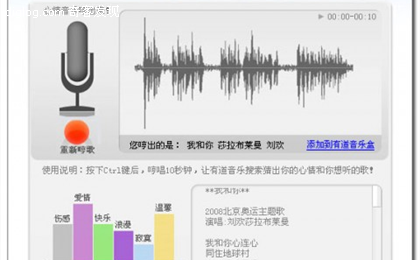 ▶ 00:00-00:10
重新哼歌
您哼出的是： 我和你 莎拉布莱曼 刘欢
添加到有道音乐盒
使用说明：按下Ctrl键后，哼唱10秒钟，让有道音乐搜索猜出你的心情和你想听的歌！
伤感
爱情
快乐
浪漫
寂寞
温馨
**我和你**
2008北京奥运主题歌
演唱：刘欢莎拉布莱曼
我和你心连心
同住地球村